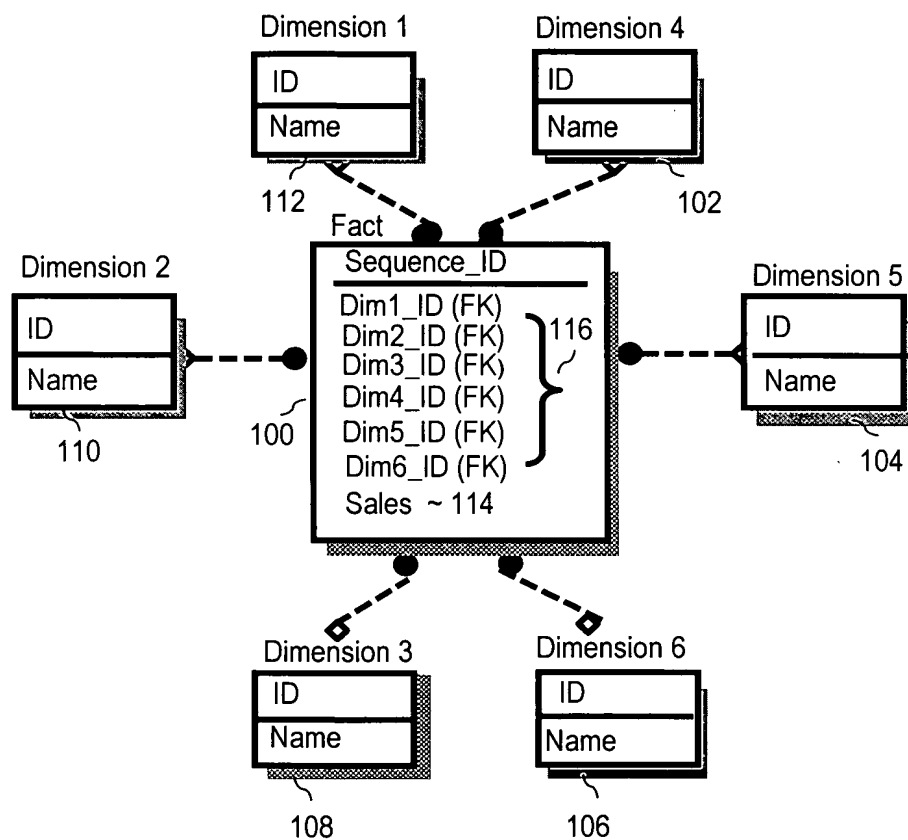 Dimension 1
ID
Name
112
Dimension 4
ID
Name
102
Dimension 2
ID
Name
110
Fact
Sequence_ID
Dim1_ID (FK)
Dim2_ID (FK)
Dim3_ID (FK)
Dim4_ID (FK)
Dim5_ID (FK)
Dim6_ID (FK)
Sales ~ 114
116
100
Dimension 5
ID
Name
104
Dimension 3
ID
Name
108
Dimension 6
ID
Name
106